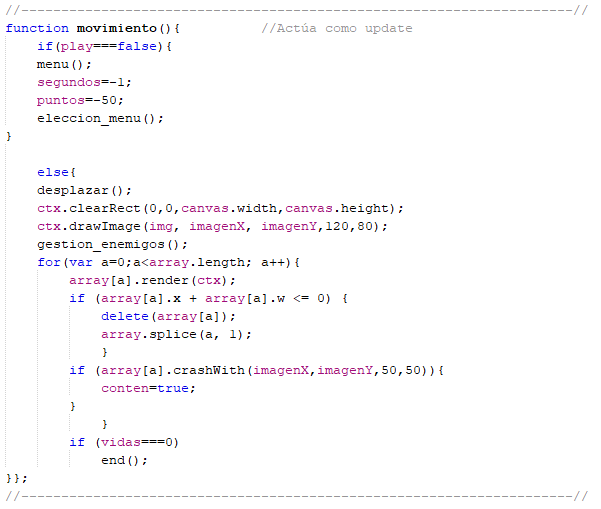 //---------------------------------------------------------------------//
function movimiento(){          //Actúa como update
    if(play===false){
    menu();
    segundos=-1;
    puntos=-50;
    eleccion_menu();
}
    else{
    desplazar();
    ctx.clearRect(0,0,canvas.width,canvas.height);
    ctx.drawImage(img, imagenX, imagenY,120,80);
    gestion_enemigos();
    for(var a=0;a<array.length; a++){
        array[a].render(ctx);
        if (array[a].x + array[a].w <= 0) {
            delete(array[a]);
            array.splice(a, 1);
            }
        if (array[a].crashWith(imagenX,imagenY,50,50)){
            conten=true;
        }
            }
        if (vidas===0)
            end();
}};
//---------------------------------------------------------------------//